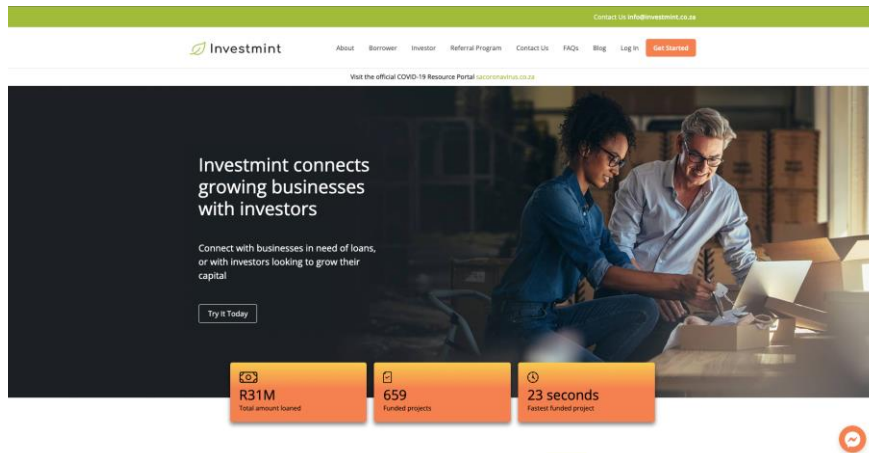 Contact Us info@investmint.co.za
Investmint
About Borrower Investor Referral Program Contact Us FAQs Blog Log In Get Started
Visit the official COVID-19 Resource Portal sacoronavirus.co.za
Investmint connects
growing businesses
with investors
Connect with businesses in need of loans,
or with investors looking to grow their
capital
Try it Today
R31M
Total amount loaned
659
Funded projects
23 seconds
Fastest funded project